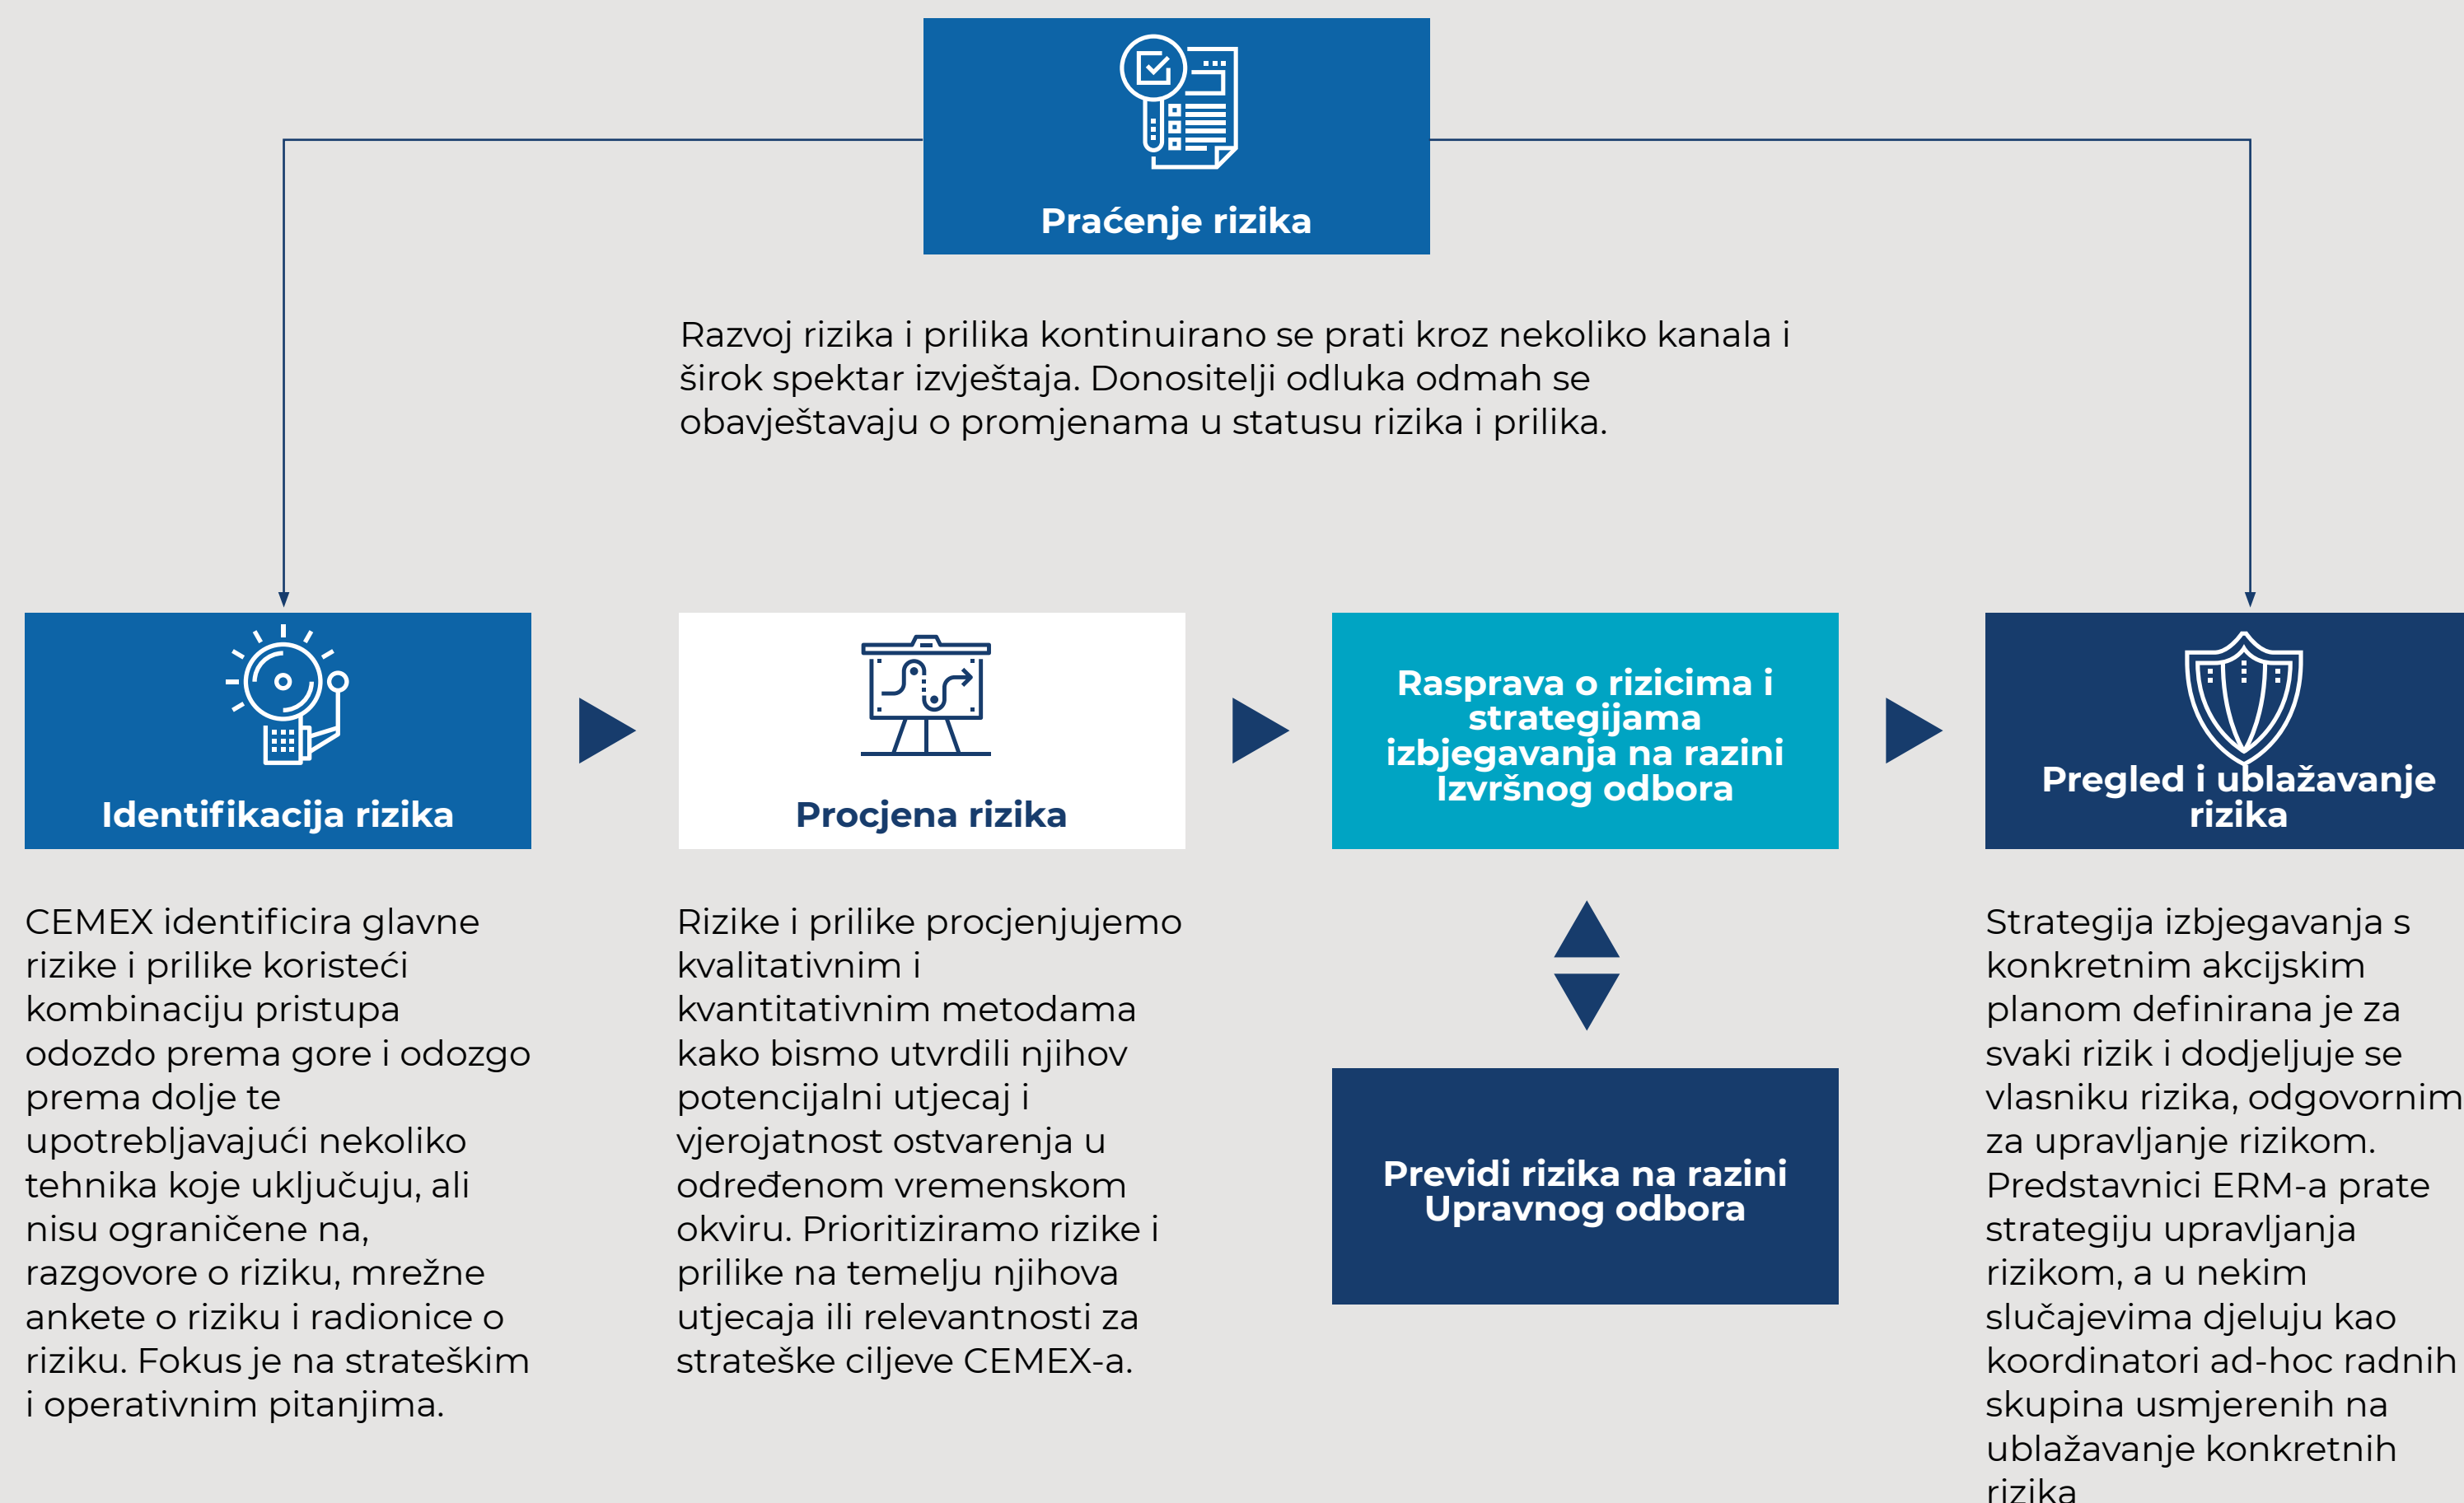 Praćenje rizika
Razvoj rizika i prilika kontinuirano se prati kroz nekoliko kanala i
širok spektar izvještaja. Donositelji odluka odmah se
obavještavaju o promjenama u statusu rizika i prilika.
Identifikacija rizika
CEMEX identificira glavne
rizike i prilike koristeći
kombinaciju pristupa
odozdo prema gore i odozgo
prema dolje te
upotrebljavajući nekoliko
tehnika koje uključuju, ali
nisu ograničene na,
razgovore o riziku, mrežne
ankete o riziku i radionice o
riziku. Fokus je na strateškim
i operativnim pitanjima.
Procjena rizika
Rizike i prilike procjenjujemo
kvalitativnim i
kvantitativnim metodama
kako bismo utvrdili njihov
potencijalni utjecaj i
vjerojatnost ostvarenja u
određenom vremenskom
okviru. Prioritiziramo rizike i
prilike na temelju njihova
utjecaja ili relevantnosti za
strateške ciljeve CEMEX-a.
Rasprava o rizicima i
strategijama
izbjegavanja na razini
Izvršnog odbora
Previdi rizika na razini
Upravnog odbora
Pregled i ublažavanje
rizika
Strategija izbjegavanja s
konkretnim akcijskim
planom definirana je za
svaki rizik i dodjeljuje se
vlasniku rizika, odgovornim
za upravljanje rizikom.
Predstavnici ERM-a prate
strategiju upravljanja
rizikom, a u nekim
slučajevima djeluju kao
koordinatori ad-hoc radnih
skupina usmjerenih na
ublažavanje konkretnih
rizika